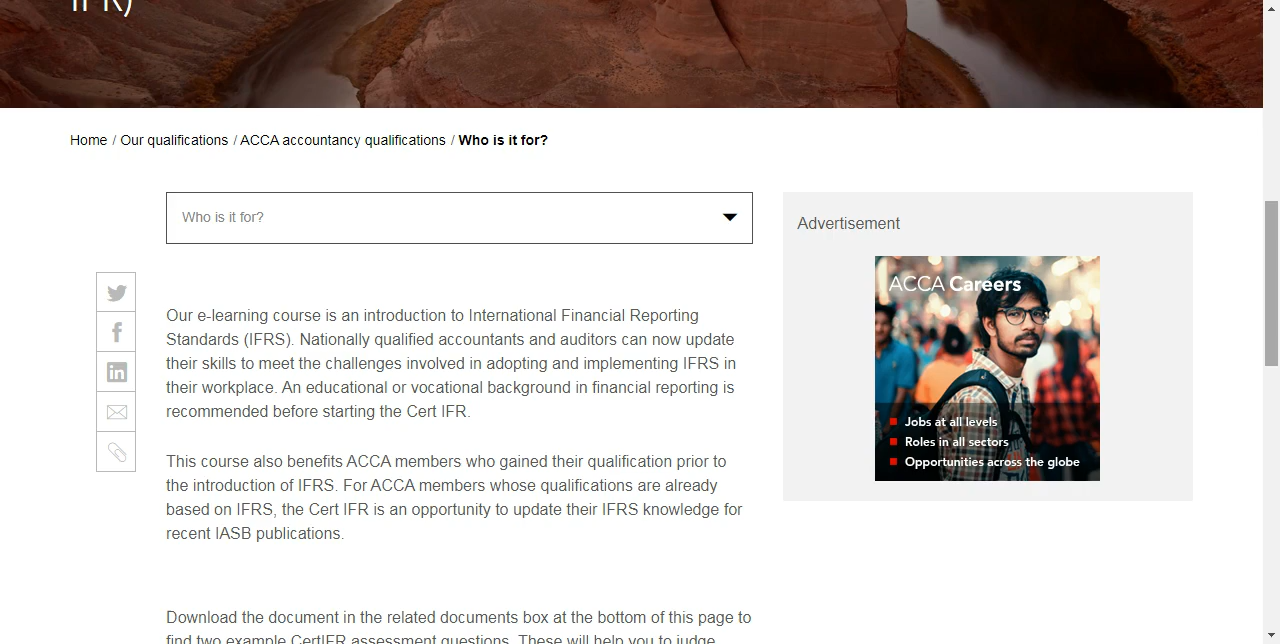 IFR)
Home / Our qualifications / ACCA accountancy qualifications / Who is it for?
Who is it for?
Our e-learning course is an introduction to International Financial Reporting
Standards (IFRS). Nationally qualified accountants and auditors can now update
their skills to meet the challenges involved in adopting and implementing IFRS in
their workplace. An educational or vocational background in financial reporting is
recommended before starting the Cert IFR.
This course also benefits ACCA members who gained their qualification prior to
the introduction of IFRS. For ACCA members whose qualifications are already
based on IFRS, the Cert IFR is an opportunity to update their IFRS knowledge for
recent IASB publications.
Download the document in the related documents box at the bottom of this page to
find two example CertIFR assessment questions. These will help you to judge
Advertisement
ACCA Careers
Jobs at all levels
Roles in all sectors
Opportunities across the globe